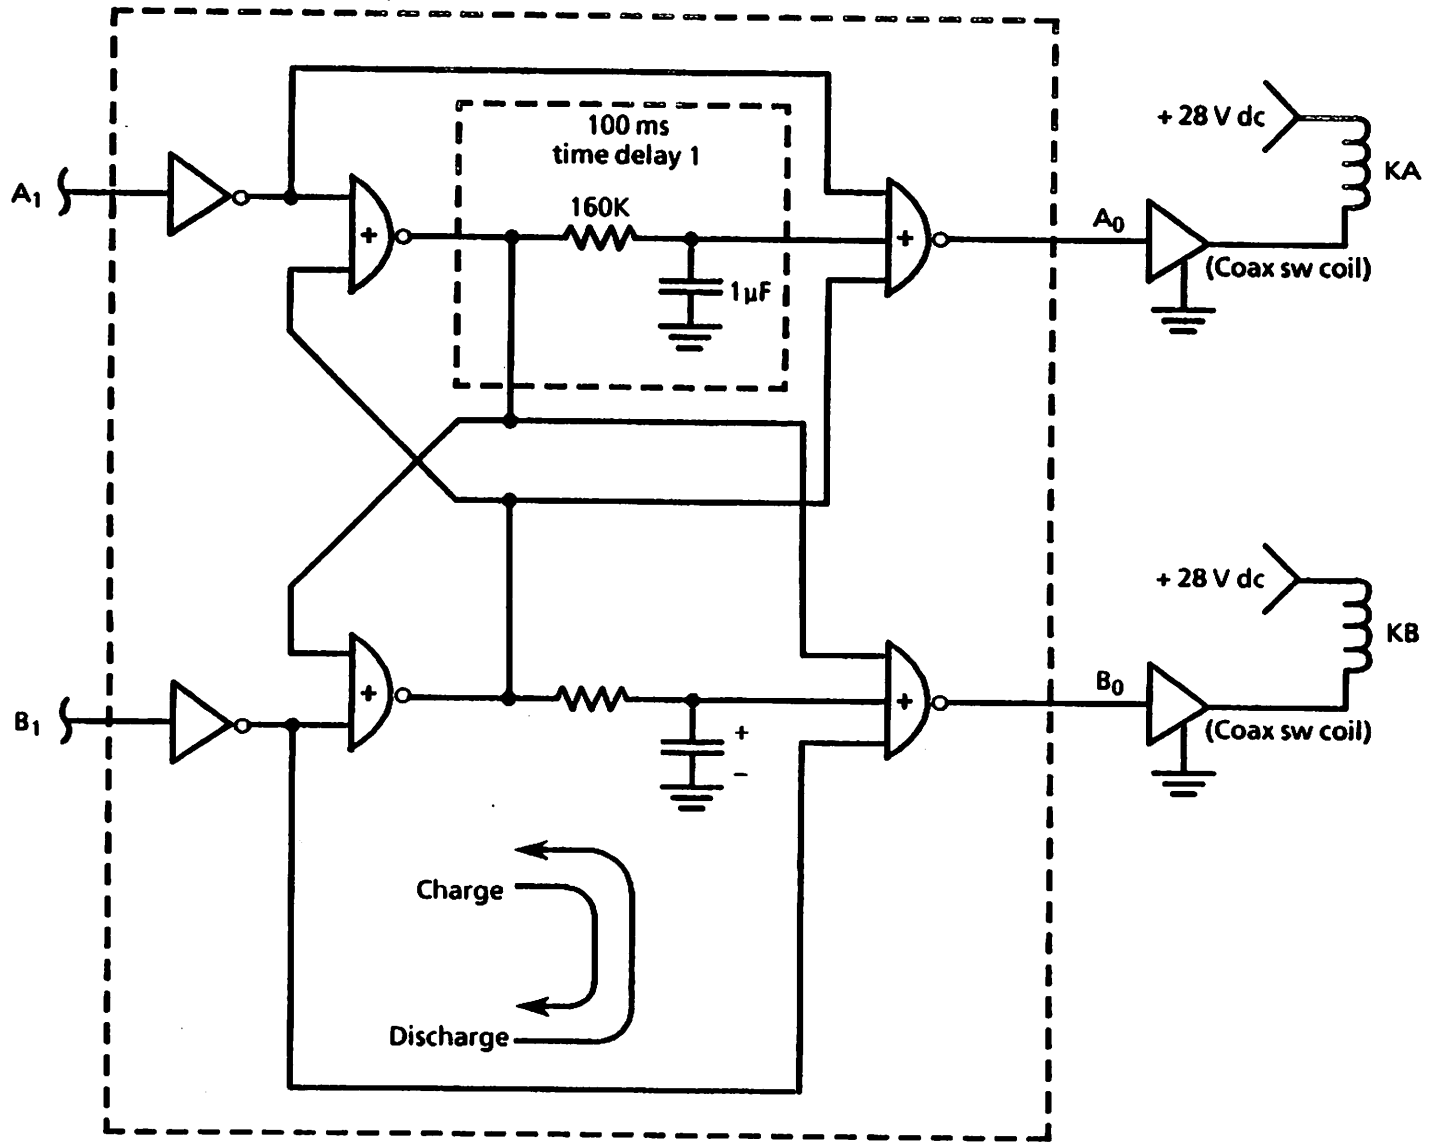 100 ms
time delay 1
+ 28 V dc
KA
A1
160K
+
+
A0
(Coax sw coil)
1µF
+ 28 V dc
KB
B1
+
+
B0
(Coax sw coil)
+
−
Charge
Discharge